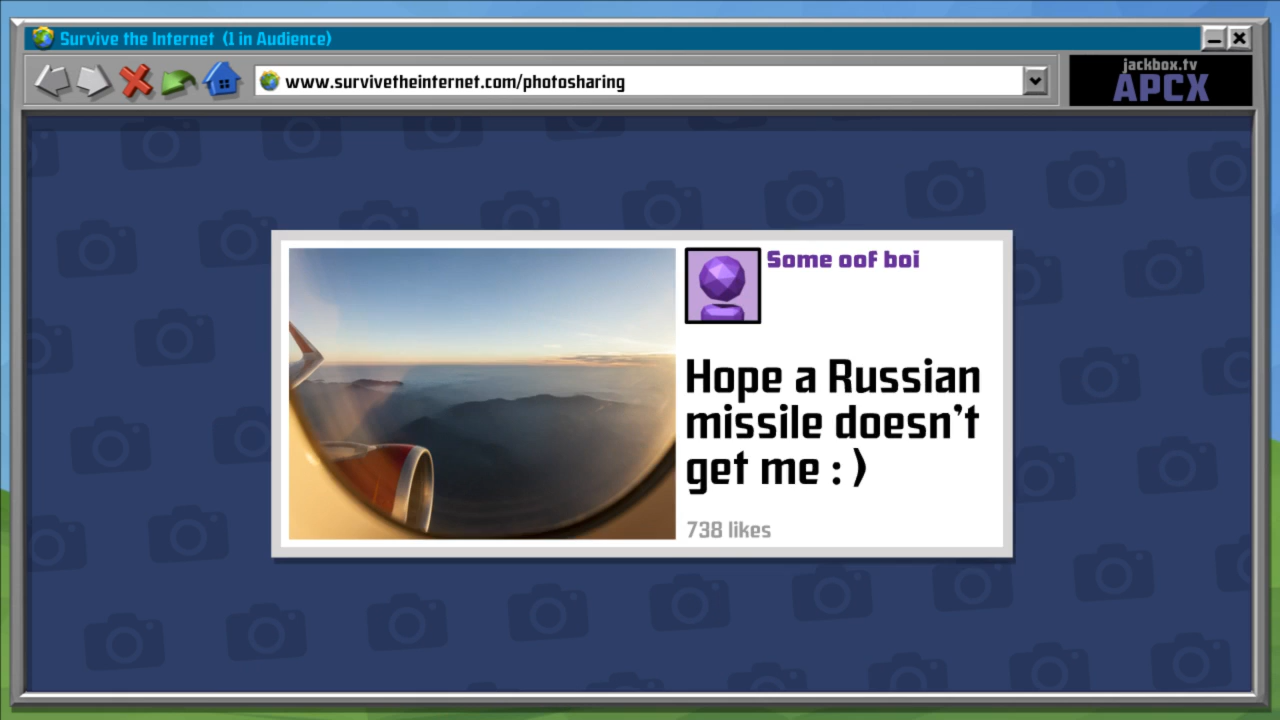 Survive the Internet (1 in Audience)
www.survivetheinternet.com/photosharing
jackbox.tv
APCX
Some oof boi
Hope a Russian
missile doesn't
get me : )
738 likes